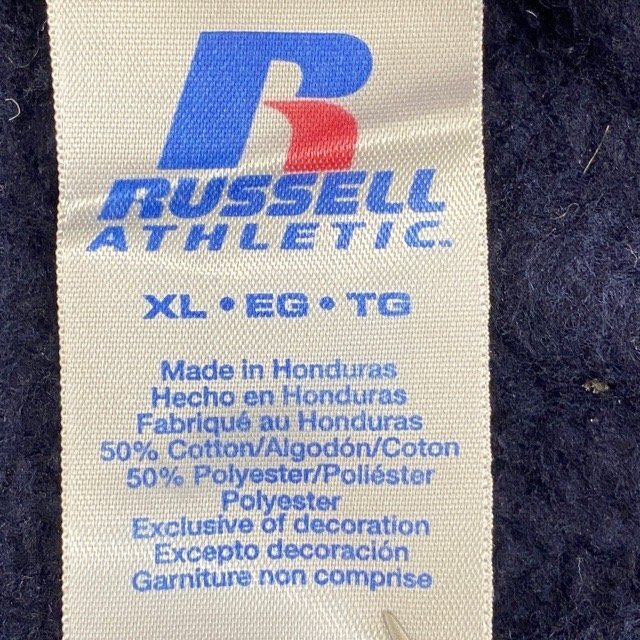 R
RUSSELL
ATHLETIC.
XL • EG • TG
Made in Honduras
Hecho en Honduras
Fabriqué au Honduras
50% Cotton/Algodón/Coton
50% Polyester/Poliéster
Polyester
Exclusive of decoration
Excepto decoración
Garniture non comprise